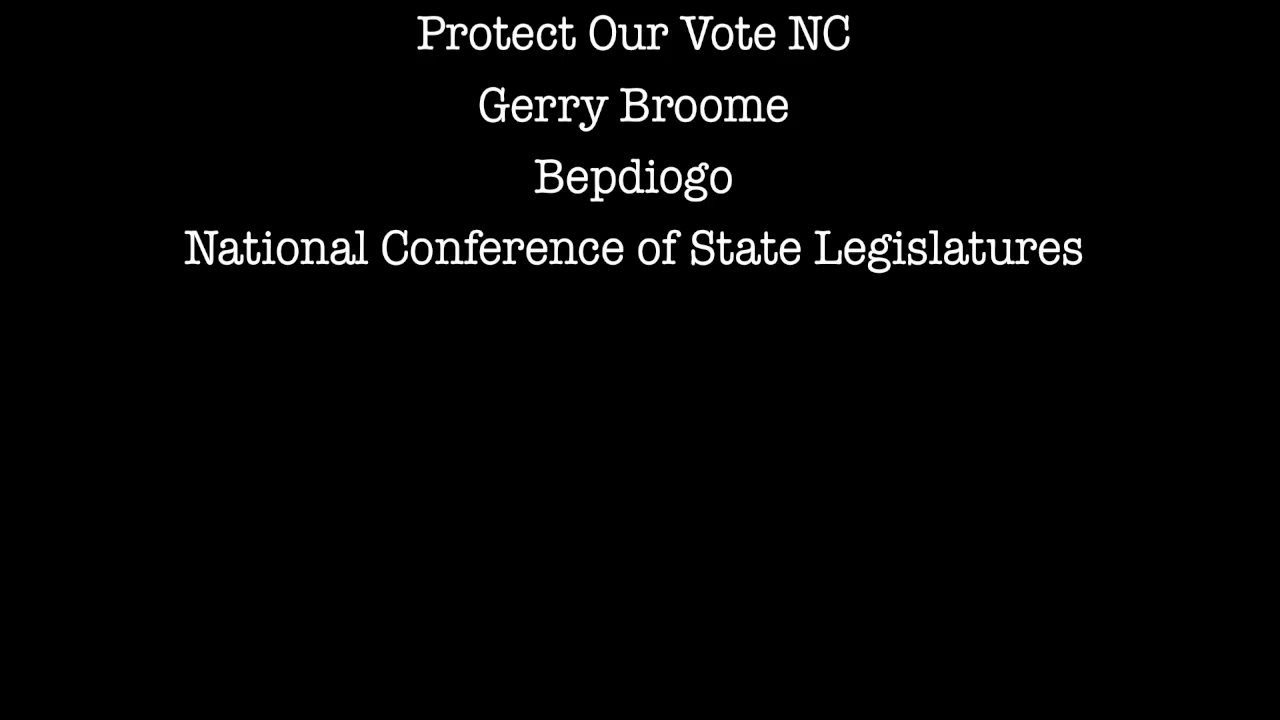 Protect Our Vote NC
Gerry Broome
Bepdiogo
National Conference of State Legislatures